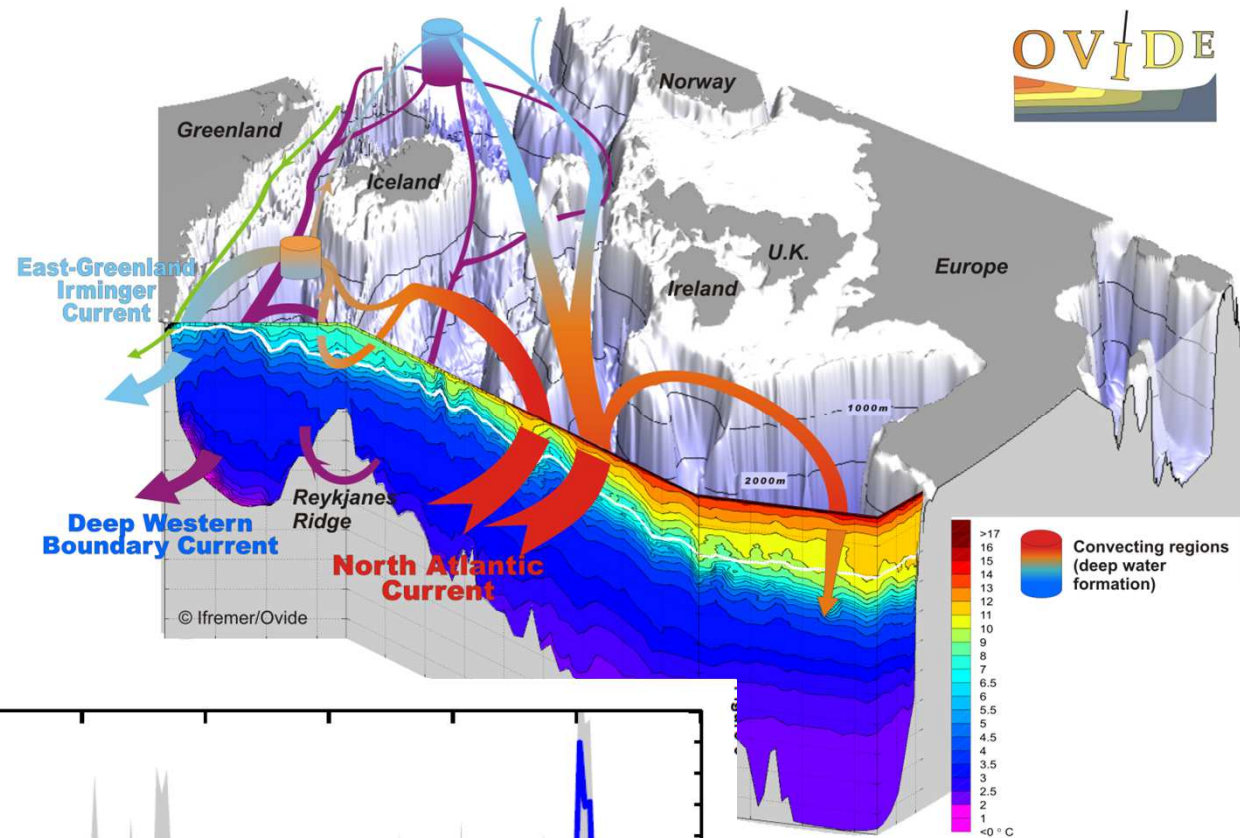 OVIDE
Norway
Greenland
Iceland
U.K.
Europe
Ireland
East-Greenland
Irminger
Current
1000m
2000m
Reykjanes
Ridge
Deep Western
Boundary Current
North Atlantic
Current
© Ifremer/Ovide
>17
16
15
14
13
12
11
10
9
8
7
6.5
6
5.5
5
4.5
4
3.5
3
2.5
2
1
<0 ° C
Convecting regions
(deep water
formation)